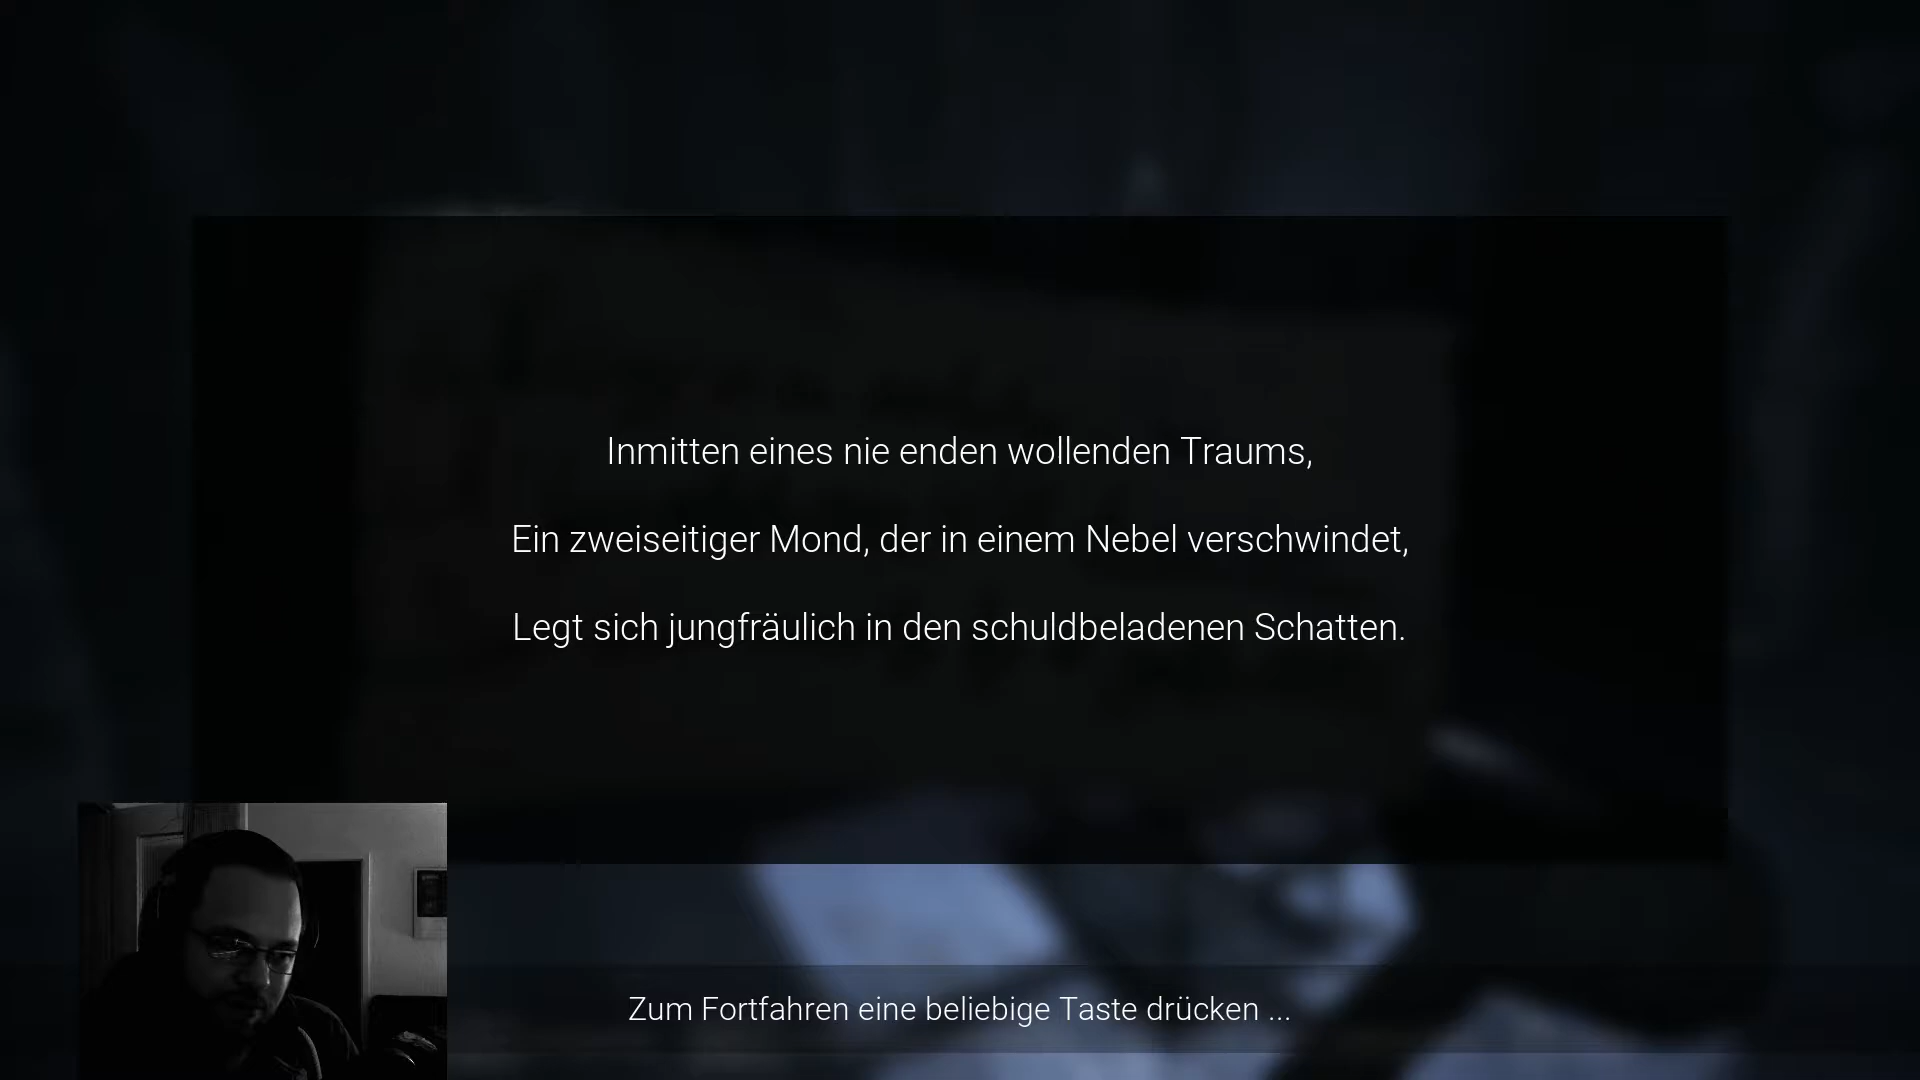 Inmitten eines nie enden wollenden Traums,
Ein zweiseitiger Mond, der in einem Nebel verschwindet,
Legt sich jungfräulich in den schuldbeladenen Schatten.
Zum Fortfahren eine beliebige Taste drücken ...